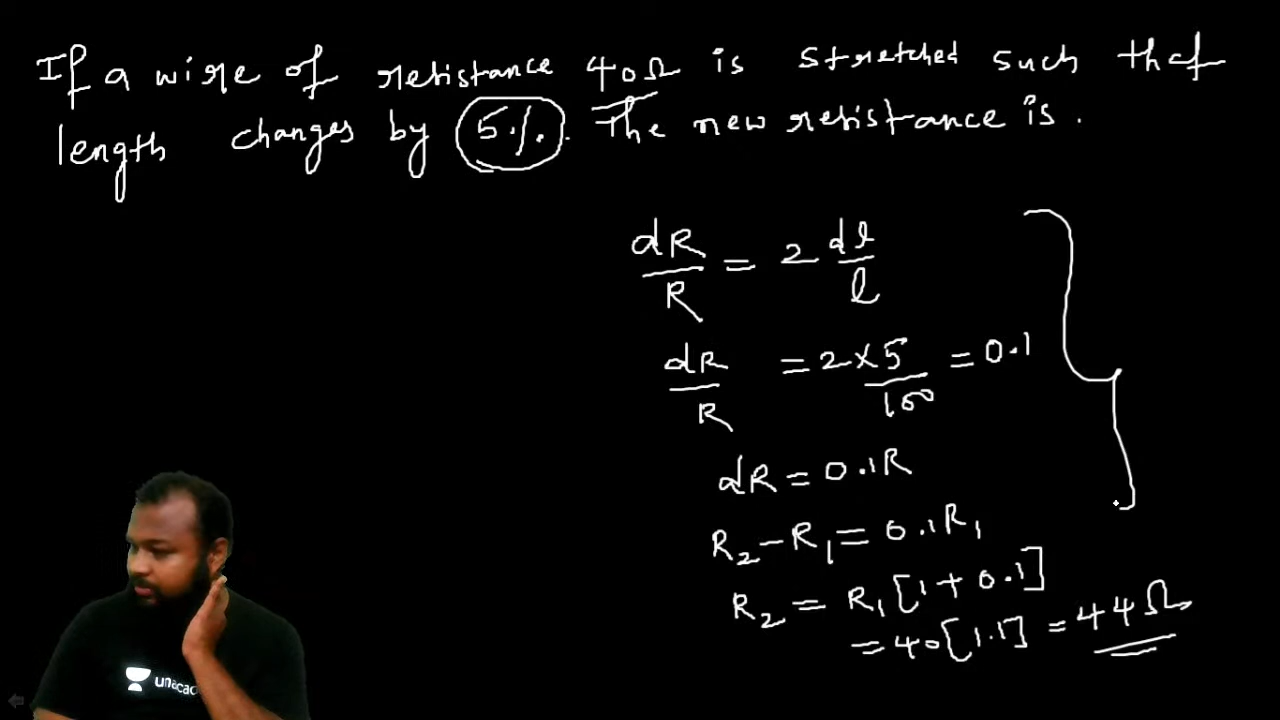 If a wire of resistance 40Ω is stretched such that
length changes by 5%. The new resistance is.
dR/R = 2 dl/l
dR/R = 2×5/100 = 0.1
dR = 0.1R
R₂ − R₁ = 0.1R₁
R₂ = R₁[1+0.1]
= 40[1.1] = 44Ω
unacad